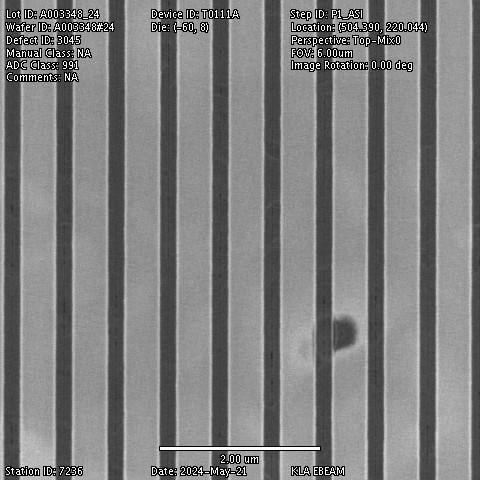 Lot ID: A003348_24
Wafer ID: A003348#24
Defect ID: 3045
Manual Class: NA
ADC Class: 991
Comments: NA
Device ID: T0111A
Die: (-60, 8)
Step ID: P1_ASI
Location: (504.390, 220.044)
Perspective: Top-Mix0
FOV: 6.00um
Image Rotation: 0.00 deg
2.00 um
Station ID: 7236
Date: 2024-May-21
KLA EBEAM